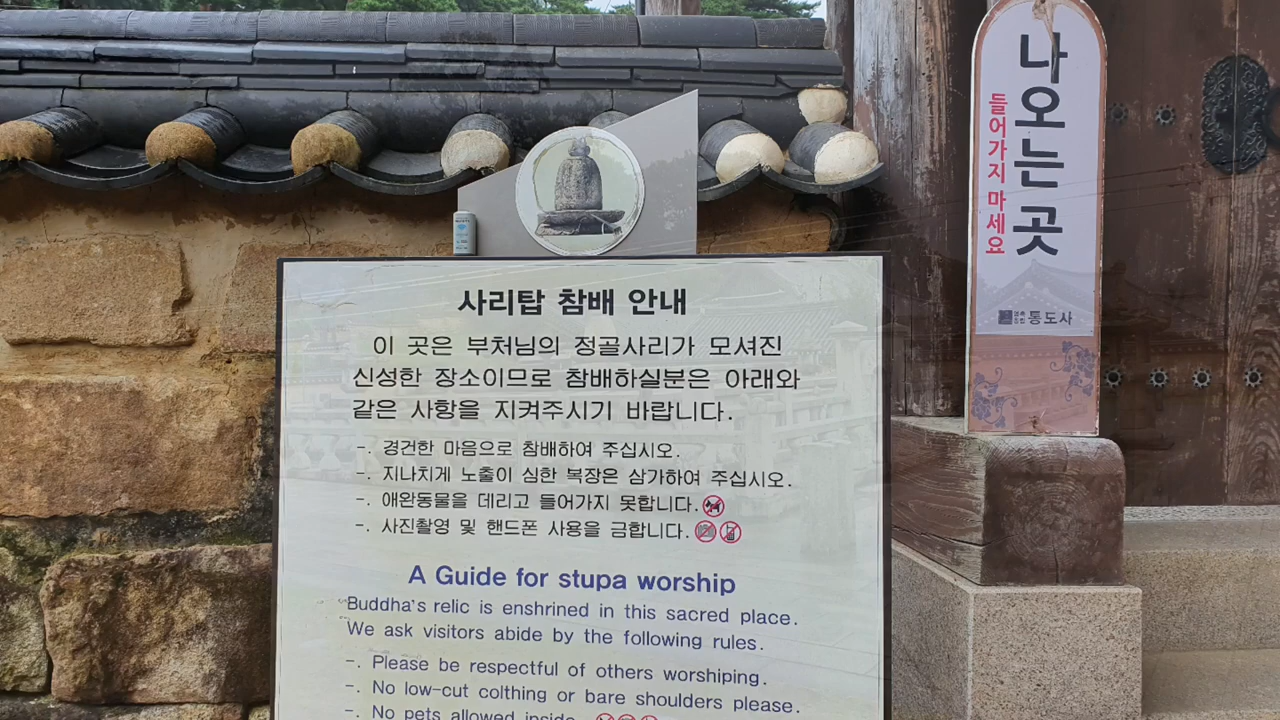 사리탑 참배 안내
이 곳은 부처님의 정골사리가 모셔진
신성한 장소이므로 참배하실분은 아래와
같은 사항을 지켜주시기 바랍니다.
-. 경건한 마음으로 참배하여 주십시오.
-. 지나치게 노출이 심한 복장은 삼가하여 주십시오.
-. 애완동물을 데리고 들어가지 못합니다.
-. 사진촬영 및 핸드폰 사용을 금합니다.
A Guide for stupa worship
Buddha's relic is enshrined in this sacred place.
We ask visitors abide by the following rules.
-. Please be respectful of others worshiping.
-. No low-cut colthing or bare shoulders please.
-. No pets allowed inside.
나오는 곳
들어가지 마세요
통도사